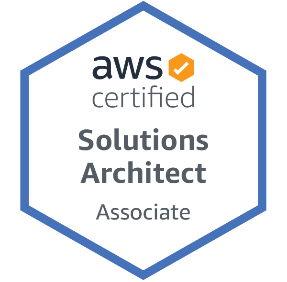 aws
certified
Solutions
Architect
Associate